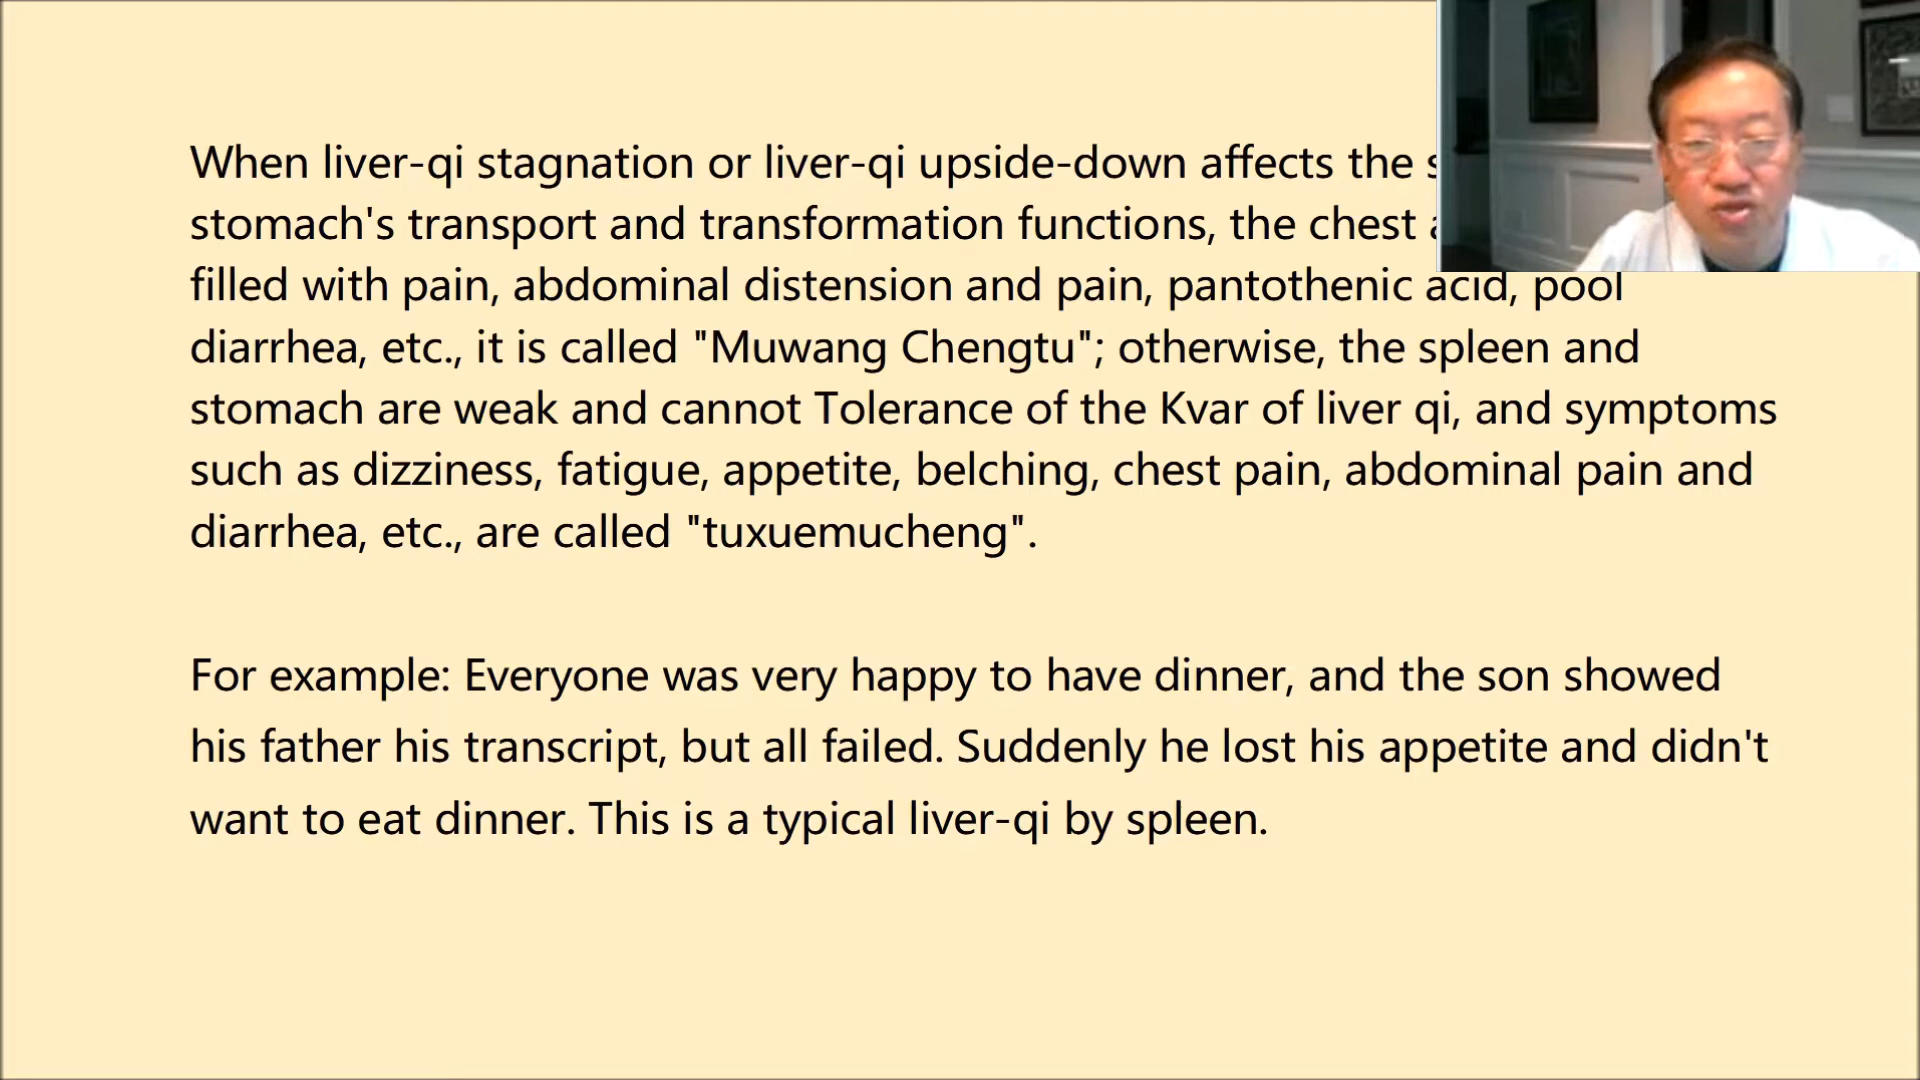 When liver-qi stagnation or liver-qi upside-down affects the
stomach's transport and transformation functions, the chest
filled with pain, abdominal distension and pain, pantothenic acid, pool
diarrhea, etc., it is called "Muwang Chengtu"; otherwise, the spleen and
stomach are weak and cannot Tolerance of the Kvar of liver qi, and symptoms
such as dizziness, fatigue, appetite, belching, chest pain, abdominal pain and
diarrhea, etc., are called "tuxuemucheng".
For example: Everyone was very happy to have dinner, and the son showed
his father his transcript, but all failed. Suddenly he lost his appetite and didn't
want to eat dinner. This is a typical liver-qi by spleen.